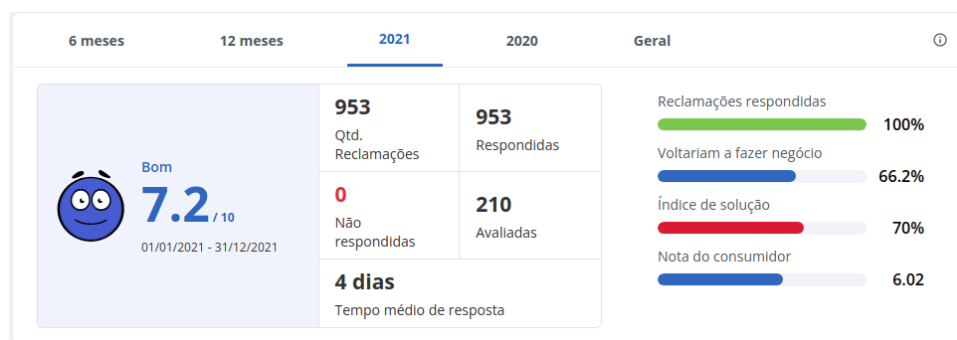 6 meses
12 meses
2021
2020
Geral
Bom
7.2 / 10
01/01/2021 - 31/12/2021
953
Qtd.
Reclamações
953
Respondidas
0
Não
respondidas
210
Avaliadas
4 dias
Tempo médio de resposta
Reclamações respondidas
100%
Voltariam a fazer negócio
66.2%
Índice de solução
70%
Nota do consumidor
6.02